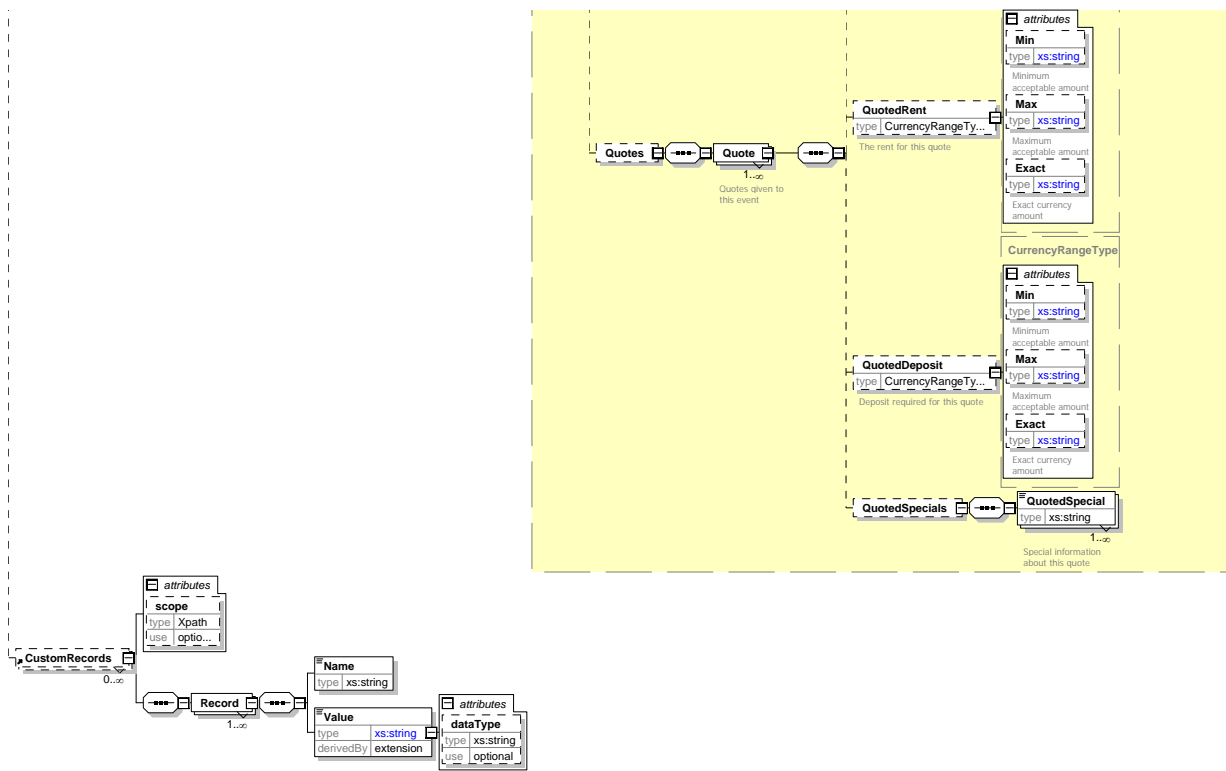 attributes
Min
type xs:string
Minimum
acceptable amount
Max
type xs:string
Maximum
acceptable amount
Exact
type xs:string
Exact currency
amount
QuotedRent
type CurrencyRangeTy...
The rent for this quote
Quotes
Quote
1..∞
Quotes given to
this event
CurrencyRangeType
attributes
Min
type xs:string
Minimum
acceptable amount
Max
type xs:string
Maximum
acceptable amount
Exact
type xs:string
Exact currency
amount
QuotedDeposit
type CurrencyRangeTy...
Deposit required for this quote
QuotedSpecials
QuotedSpecial
type xs:string
1..∞
Special information
about this quote
attributes
scope
type Xpath
use optio...
CustomRecords
0..∞
Record
1..∞
Name
type xs:string
Value
type xs:string
derivedBy extension
attributes
dataType
type xs:string
use optional